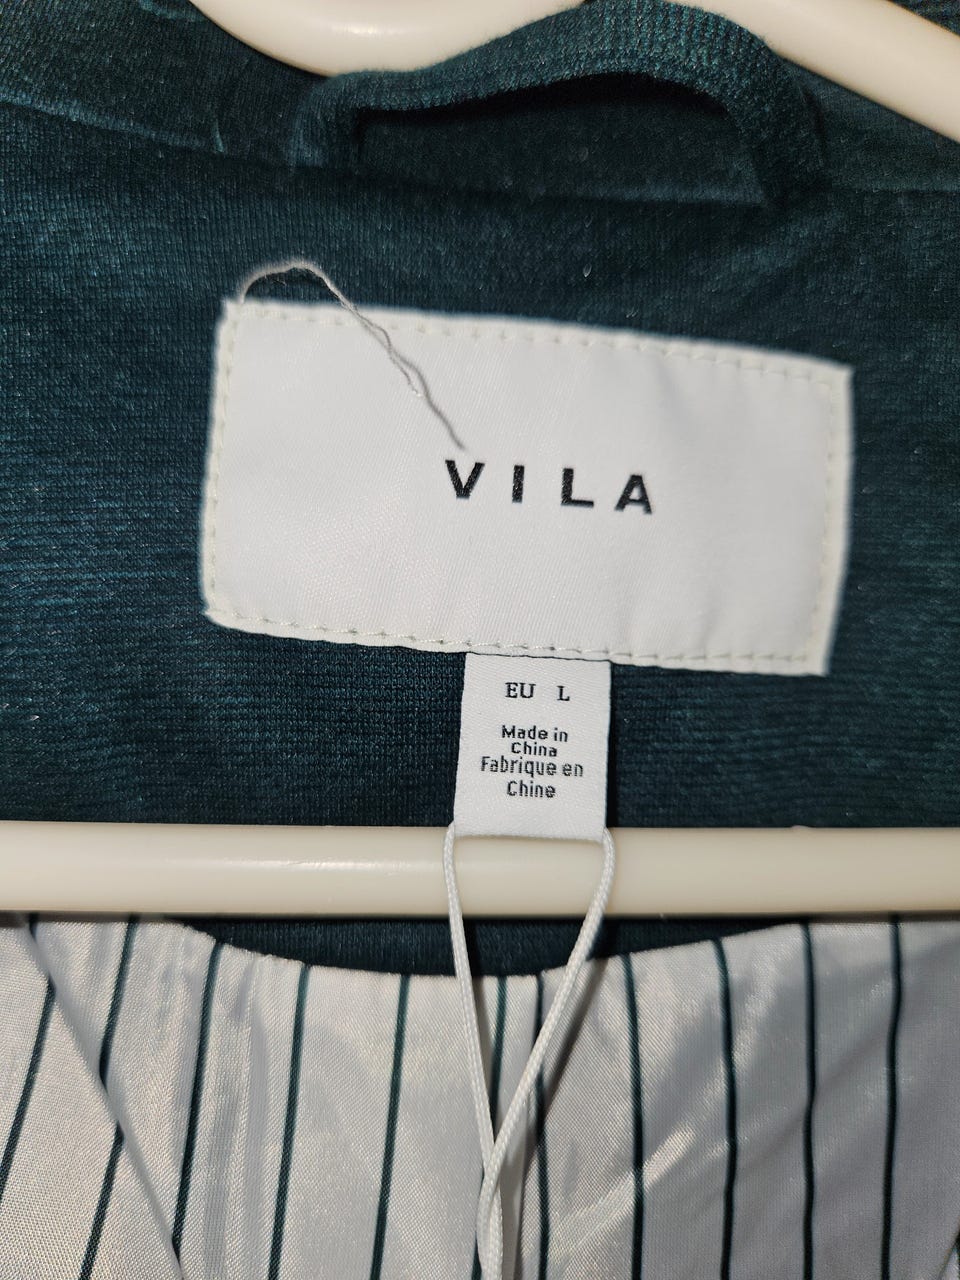 VILA
EU L
Made in
China
Fabrique en
Chine